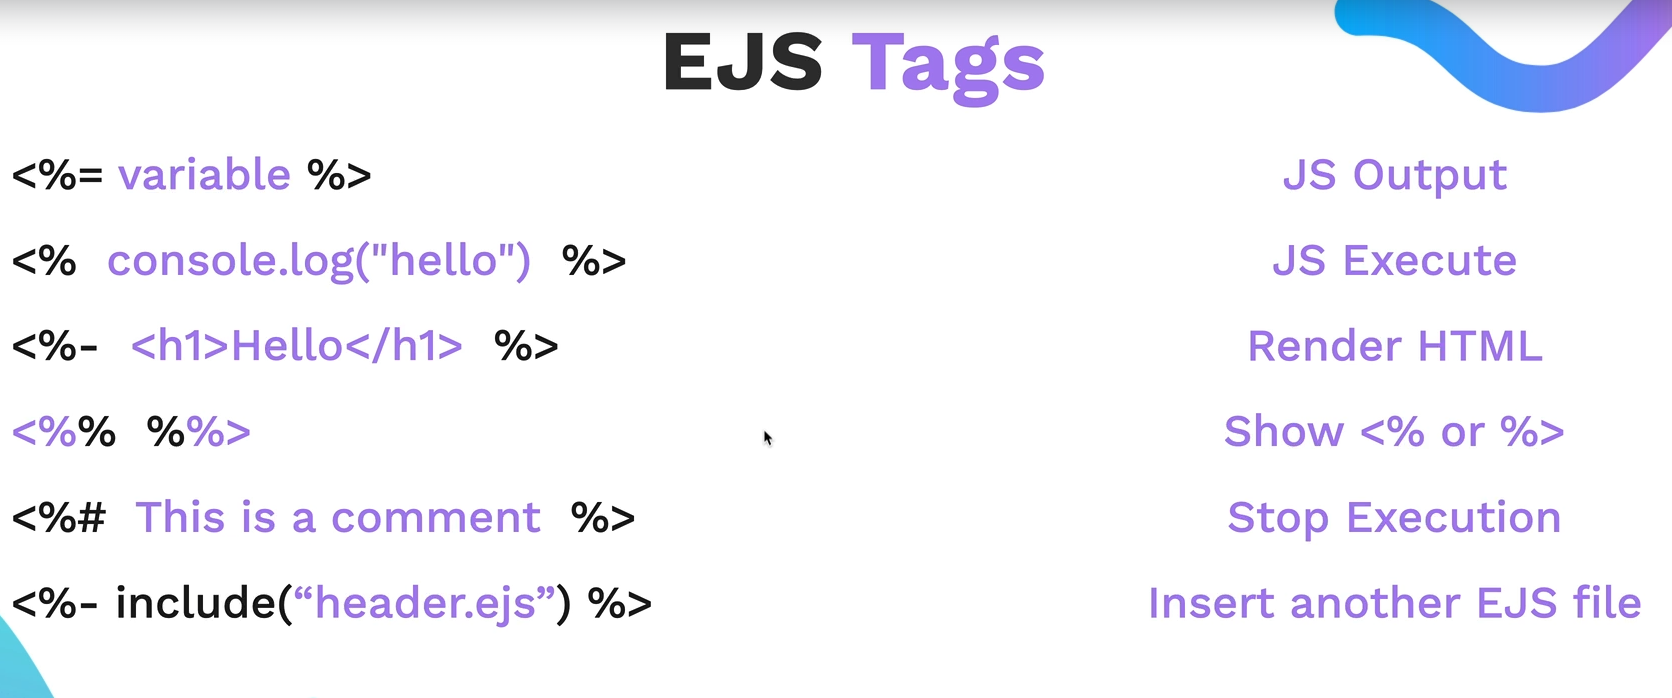 EJS Tags
<%= variable %> JS Output
<% console.log("hello") %> JS Execute
<%- <h1>Hello</h1> %> Render HTML
<%% %%> Show <% or %>
<%# This is a comment %> Stop Execution
<%- include(“header.ejs”) %> Insert another EJS file